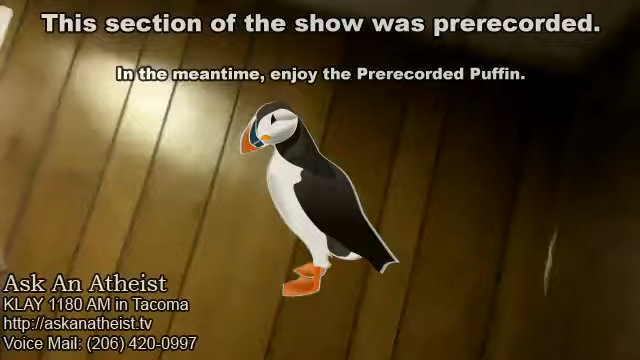 This section of the show was prerecorded.
In the meantime, enjoy the Prerecorded Puffin.
Ask An Atheist
KLAY 1180 AM in Tacoma
http://askanatheist.tv
Voice Mail: (206) 420-0997